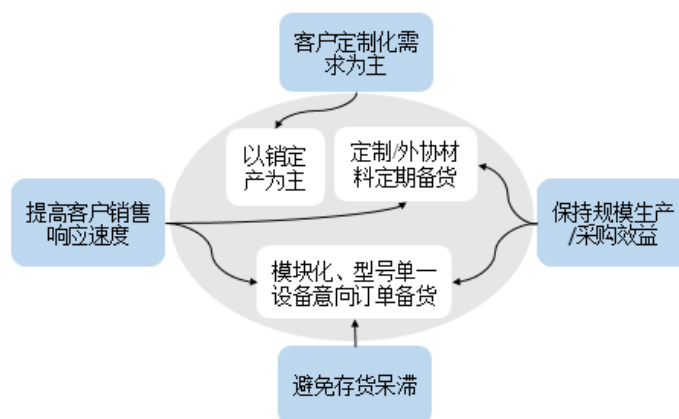 客户定制化需
求为主
以销定
产为主
定制/外协材
料定期备货
提高客户销售
响应速度
保持规模生产
/采购效益
模块化、型号单一
设备意向订单备货
避免存货呆滞